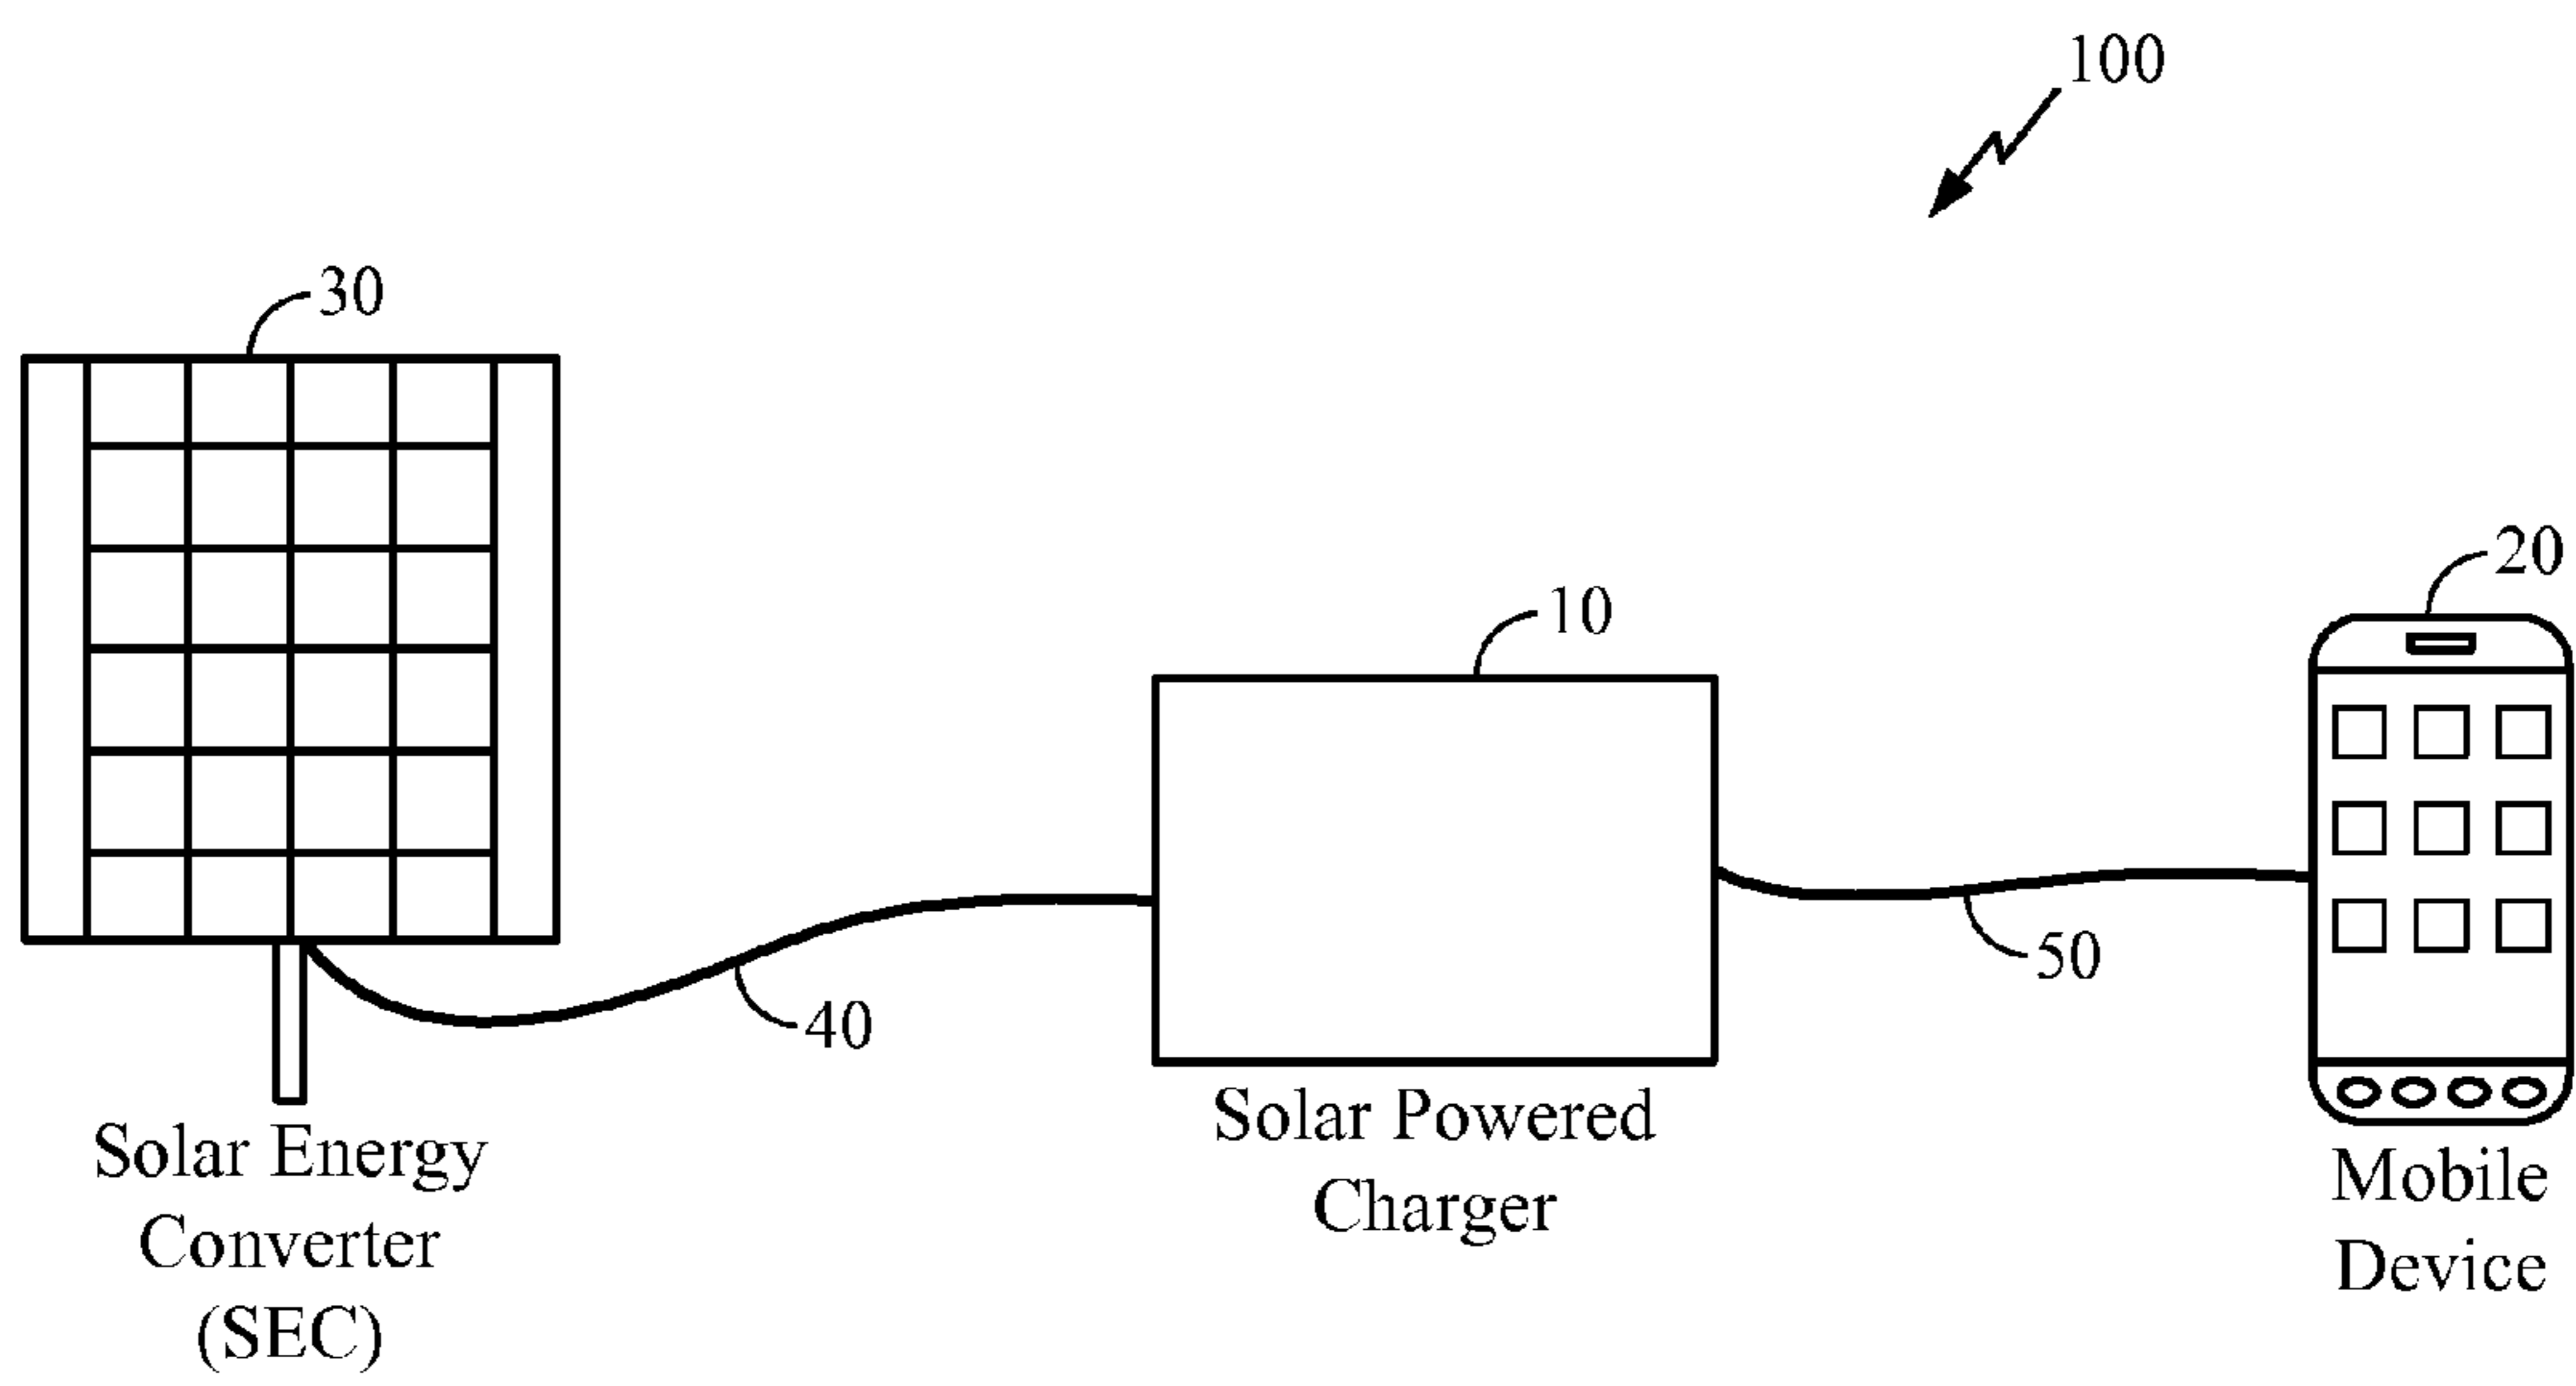 100
30
20
10
50
40
Solar Energy
Converter
(SEC)
Solar Powered
Charger
Mobile
Device